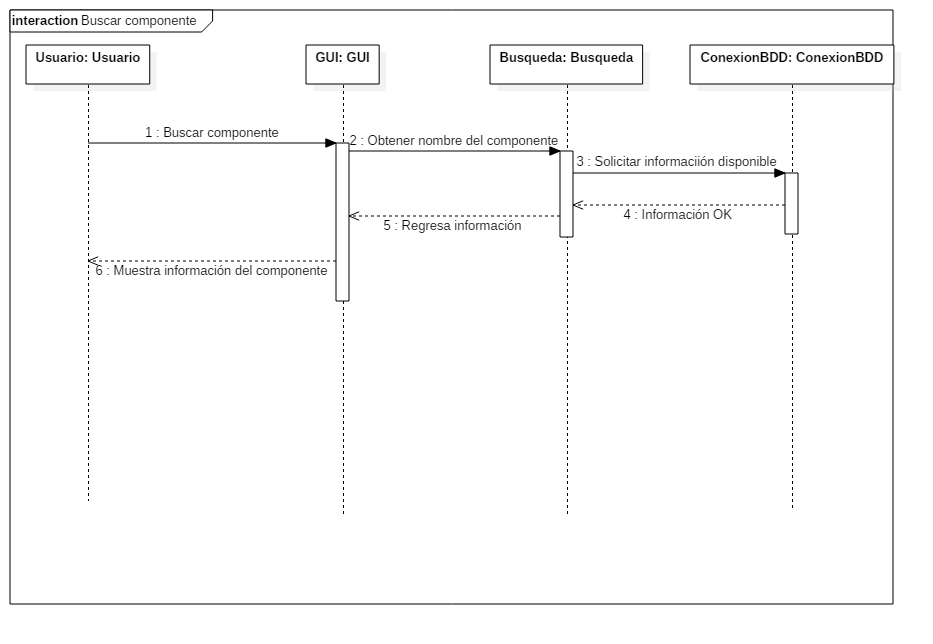 interaction Buscar componente
Usuario: Usuario
GUI: GUI
Busqueda: Busqueda
ConexionBDD: ConexionBDD
1 : Buscar componente
2 : Obtener nombre del componente
3 : Solicitar informaciión disponible
4 : Información OK
5 : Regresa información
6 : Muestra información del componente